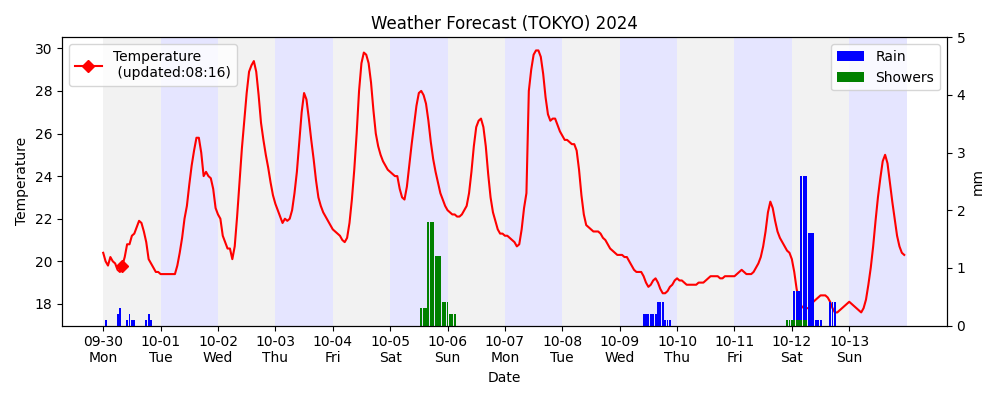 Weather Forecast (TOKYO) 2024
Temperature
(updated:08:16)
Rain
Showers
Temperature
30
28
26
24
22
20
18
5
4
3
2
1
0
mm
09-30 10-01 10-02 10-03 10-04 10-05 10-06 10-07 10-08 10-09 10-10 10-11 10-12 10-13
Mon Tue Wed Thu Fri Sat Sun Mon Tue Wed Thu Fri Sat Sun
Date